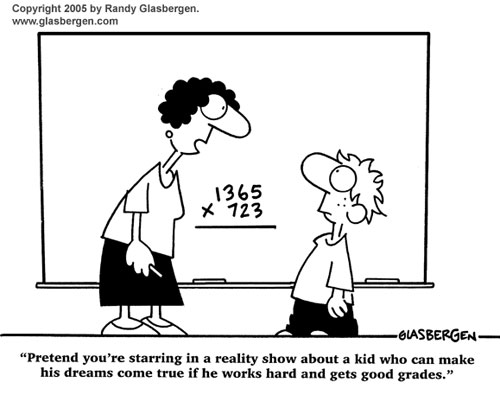 Copyright 2005 by Randy Glasbergen.
www.glasbergen.com
1365
x 723
GLASBERGEN
“Pretend you're starring in a reality show about a kid who can make
his dreams come true if he works hard and gets good grades.”